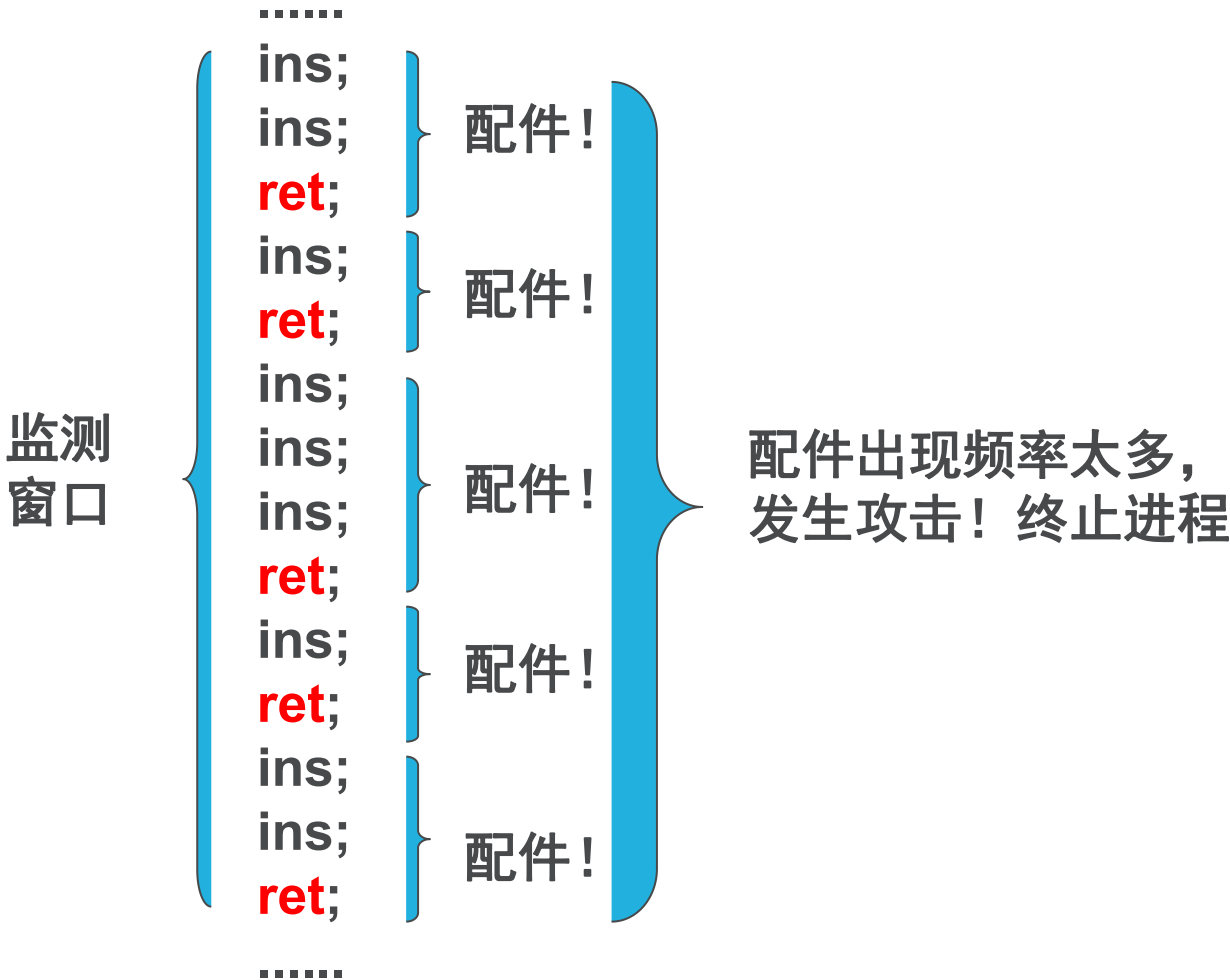 ......
ins;
ins;
ret;
ins;
ret;
ins;
ins;
ins;
ret;
ins;
ret;
ins;
ins;
ret;
......
监测
窗口
配件！
配件！
配件！
配件！
配件！
配件出现频率太多，
发生攻击！终止进程